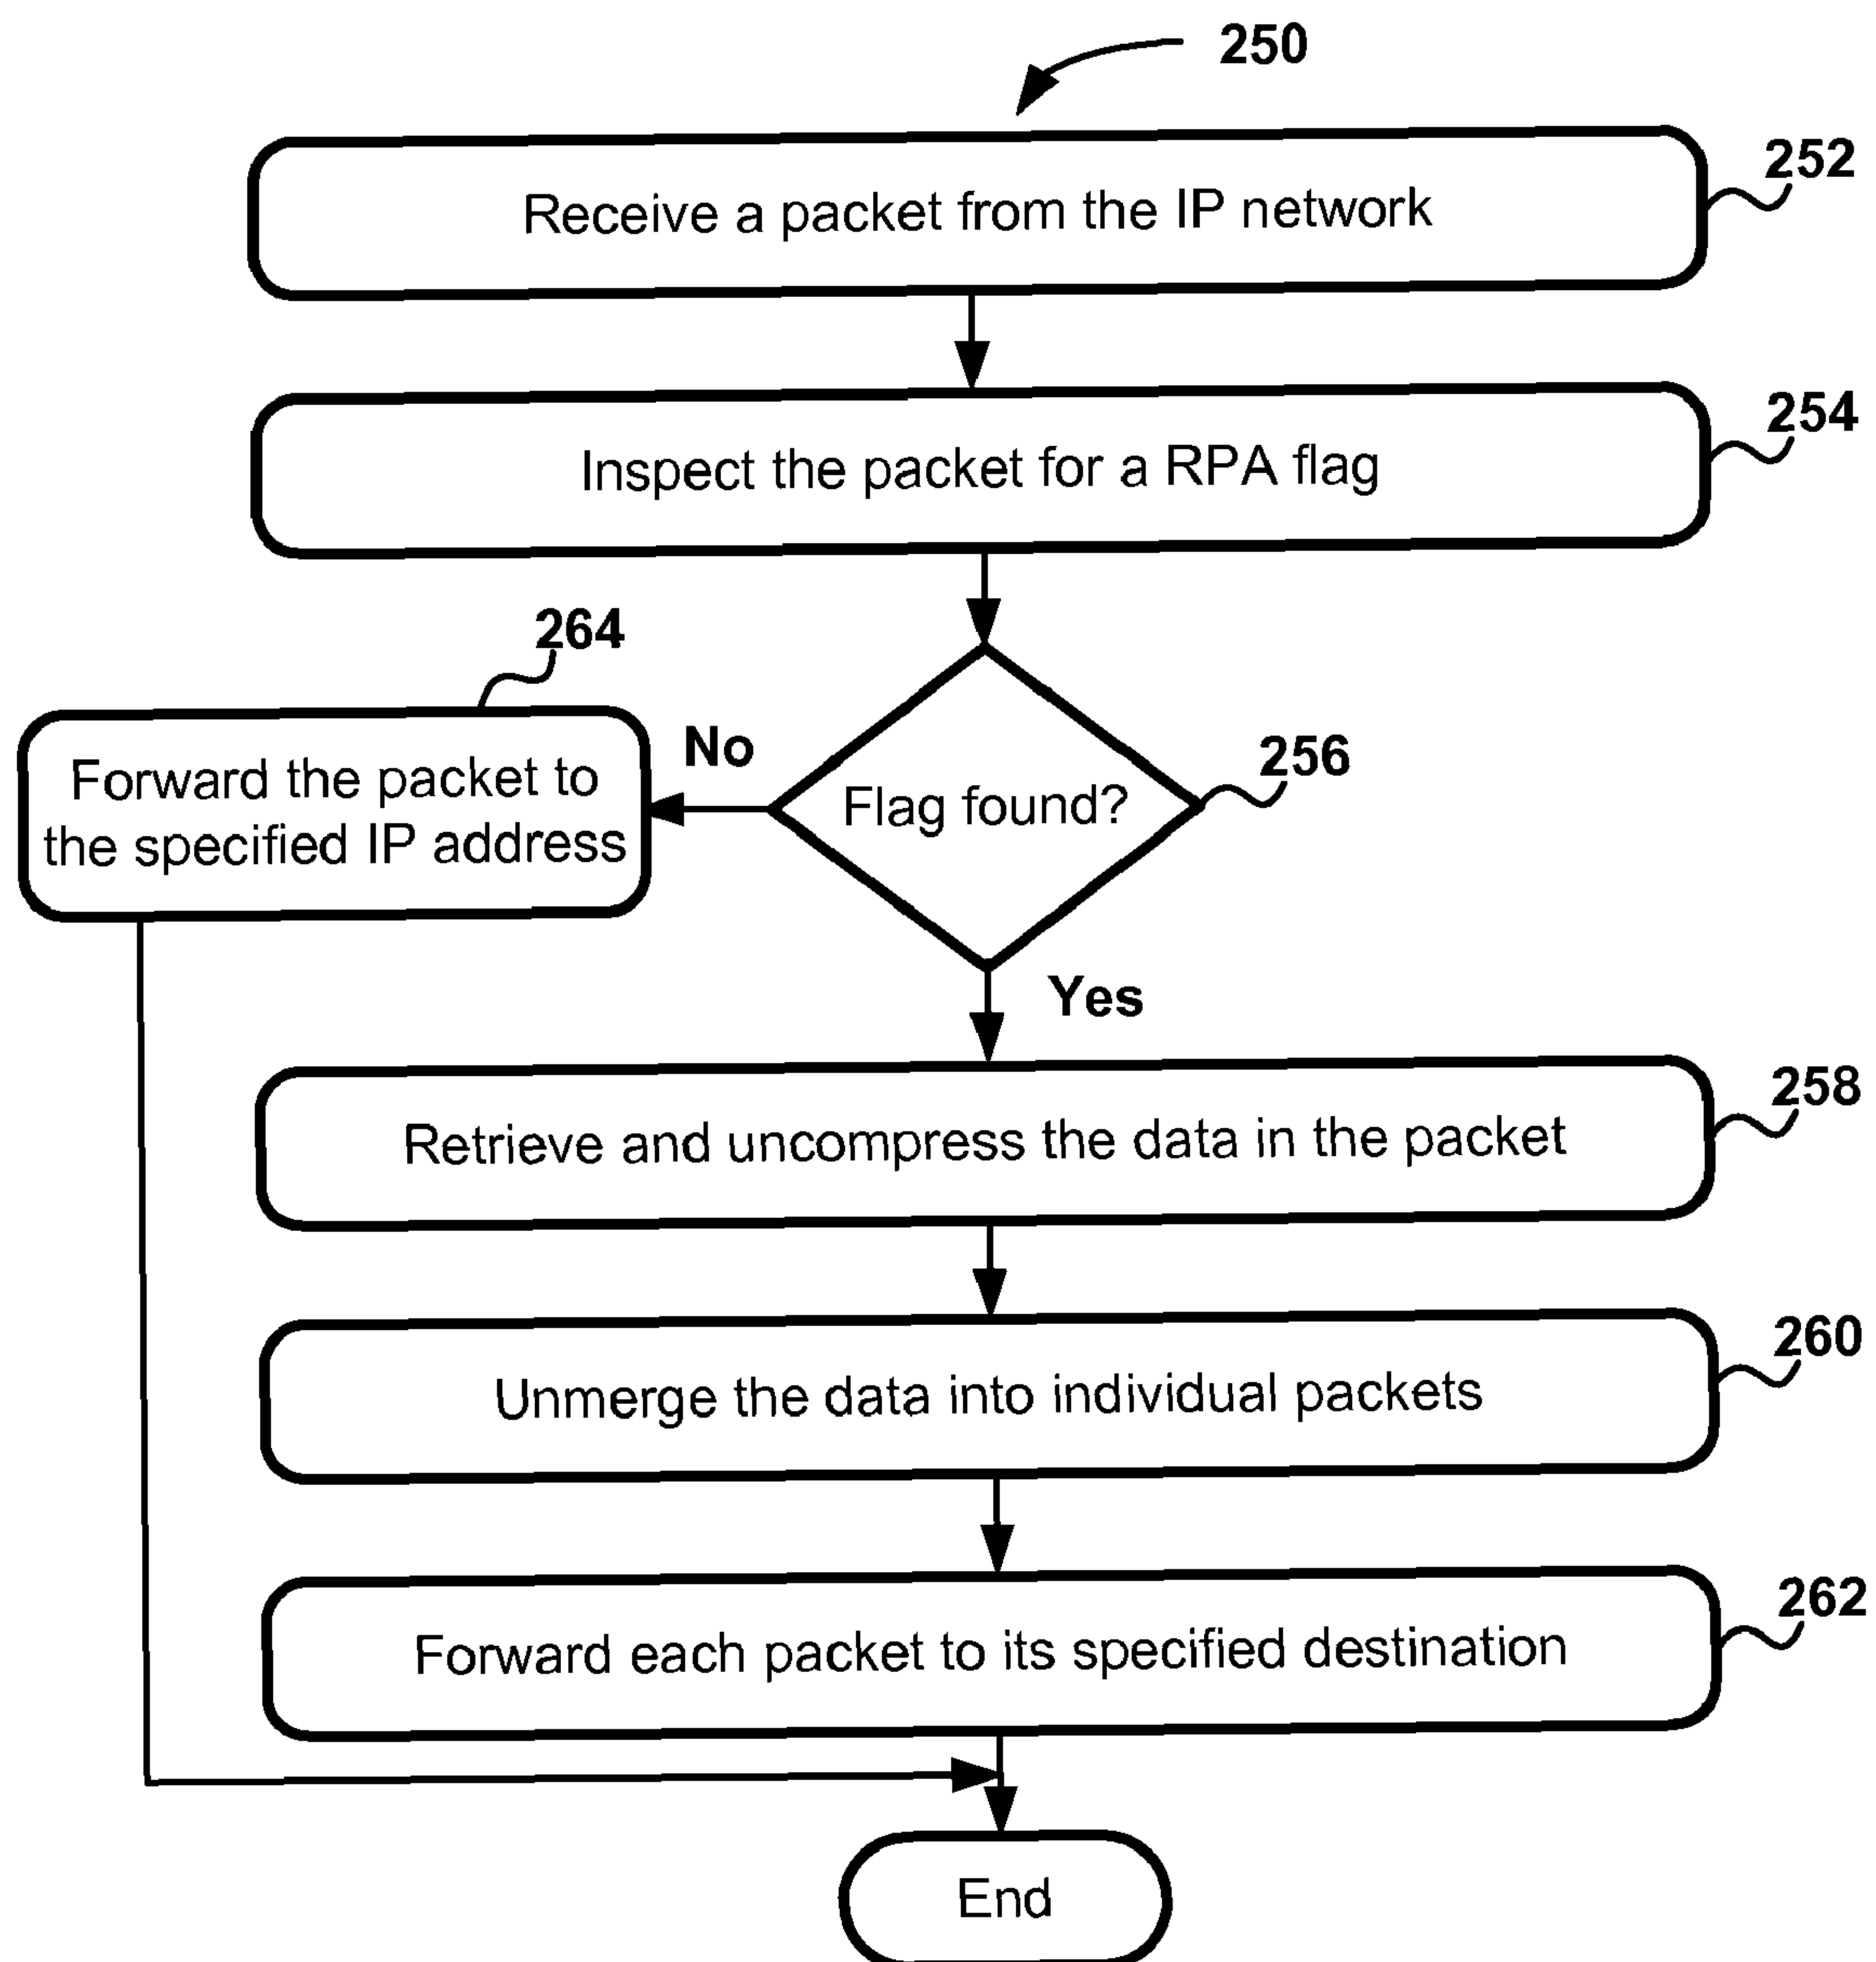 250
252
Receive a packet from the IP network
254
Inspect the packet for a RPA flag
264
Forward the packet to
the specified IP address
No
Flag found?
256
Yes
258
Retrieve and uncompress the data in the packet
260
Unmerge the data into individual packets
262
Forward each packet to its specified destination
End